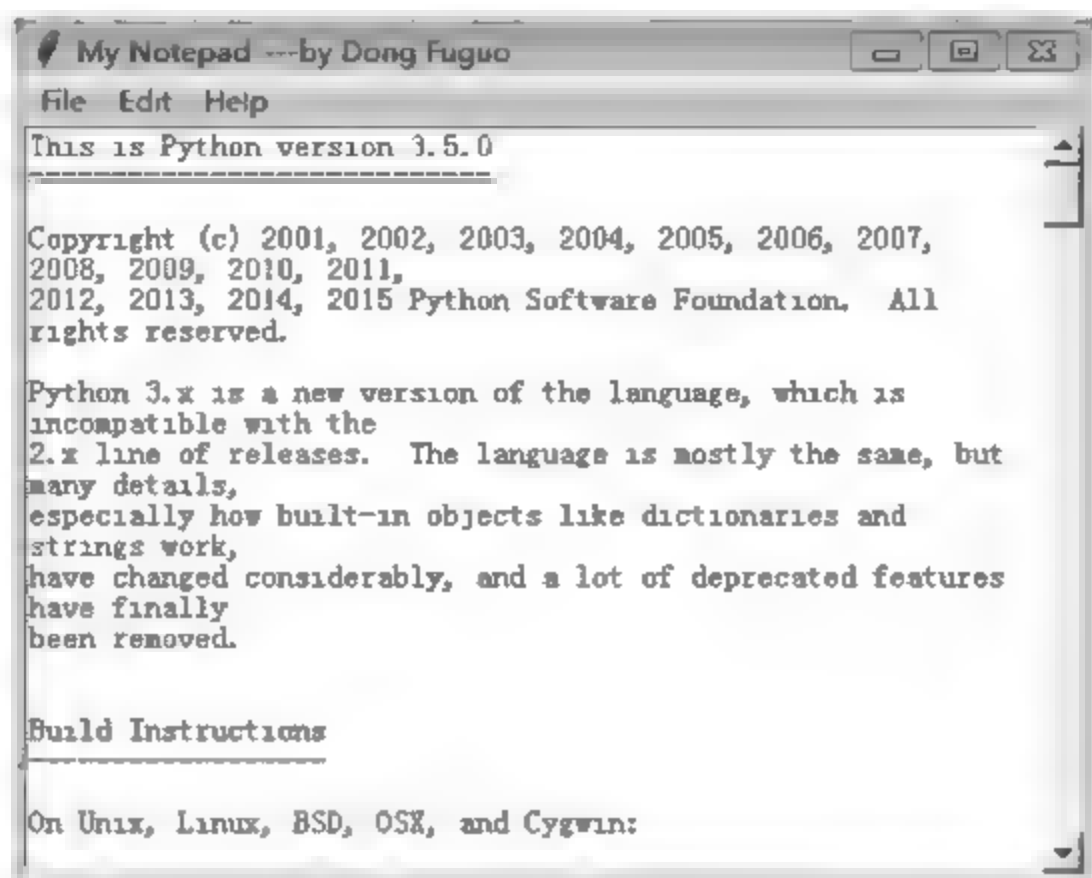 My Notepad ---by Dong Fuguo
File Edit Help
This is Python version 3.5.0
============================
Copyright (c) 2001, 2002, 2003, 2004, 2005, 2006, 2007,
2008, 2009, 2010, 2011,
2012, 2013, 2014, 2015 Python Software Foundation.  All
rights reserved.
Python 3.x is a new version of the language, which is
incompatible with the
2.x line of releases.  The language is mostly the same, but
many details,
especially how built-in objects like dictionaries and
strings work,
have changed considerably, and a lot of deprecated features
have finally
been removed.
Build Instructions
------------------
On Unix, Linux, BSD, OSX, and Cygwin: